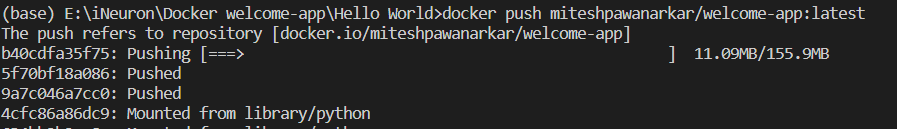 (base) E:\iNeuron\Docker welcome-app\Hello World>docker push miteshpawanarkar/welcome-app:latest
The push refers to repository [docker.io/miteshpawanarkar/welcome-app]
b40cdfa35f75: Pushing [===>                                               ]  11.09MB/155.9MB
5f70bf18a086: Pushed
9a7c046a7cc0: Pushed
4cfc86a86dc9: Mounted from library/python